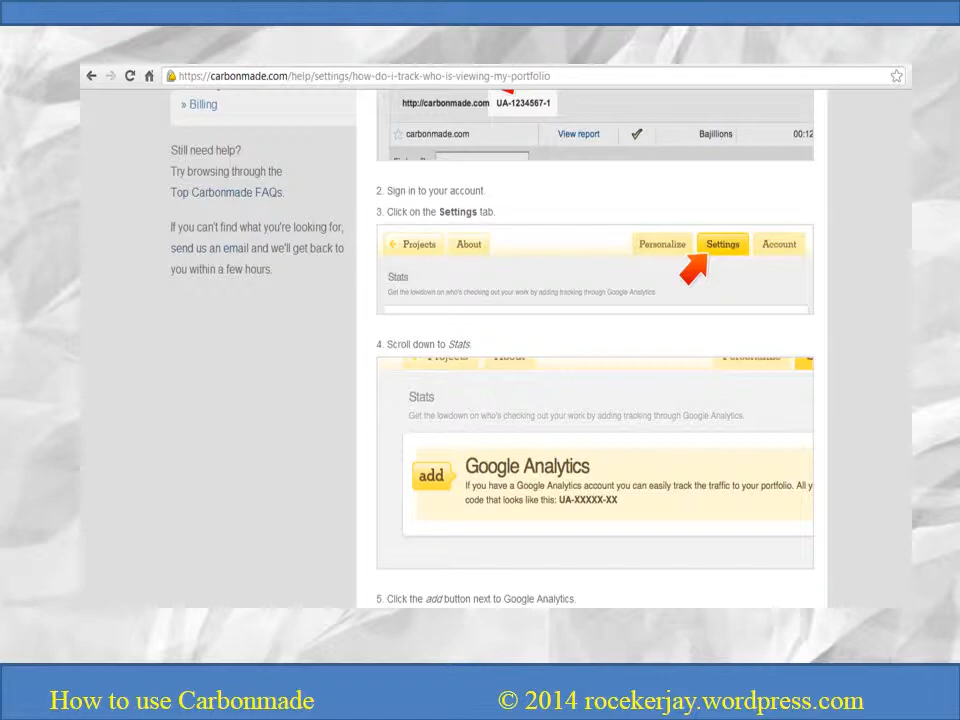 https://carbonmade.com/help/settings/how-do-i-track-who-is-viewing-my-portfolio
» Billing
Still need help?
Try browsing through the
Top Carbonmade FAQs.
If you can't find what you're looking for,
send us an email and we'll get back to
you within a few hours.
http://carbonmade.com UA-1234567-1
carbonmade.com View report Bajillions 00:12
2. Sign in to your account.
3. Click on the Settings tab.
Projects About Personalize Settings Account
Stats
Get the lowdown on who's checking out your work by adding tracking through Google Analytics.
4. Scroll down to Stats.
Projects About Personalize
Stats
Get the lowdown on who's checking out your work by adding tracking through Google Analytics.
add Google Analytics
If you have a Google Analytics account you can easily track the traffic to your portfolio. All y
code that looks like this: UA-XXXXX-XX
5. Click the add button next to Google Analytics.
How to use Carbonmade © 2014 rocekerjay.wordpress.com